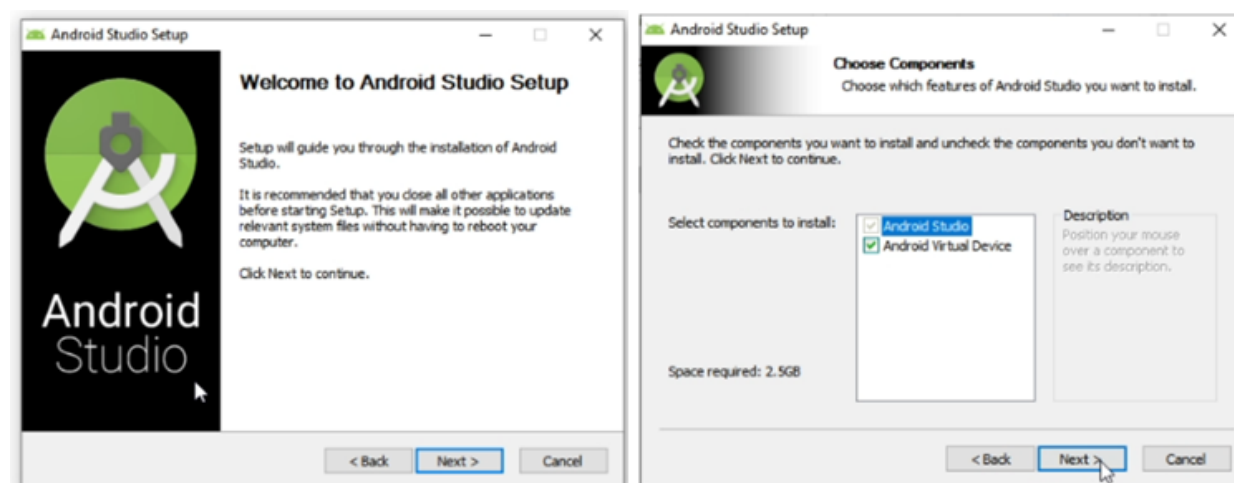 Android Studio Setup
Welcome to Android Studio Setup
Setup will guide you through the installation of Android
Studio.
It is recommended that you close all other applications
before starting Setup. This will make it possible to update
relevant system files without having to reboot your
computer.
Click Next to continue.
Android
Studio
< Back Next > Cancel
Android Studio Setup
Choose Components
Choose which features of Android Studio you want to install.
Check the components you want to install and uncheck the components you don't want to
install. Click Next to continue.
Select components to install:
Android Studio
Android Virtual Device
Description
Position your mouse
over a component to
see its description.
Space required: 2.5GB
< Back Next > Cancel